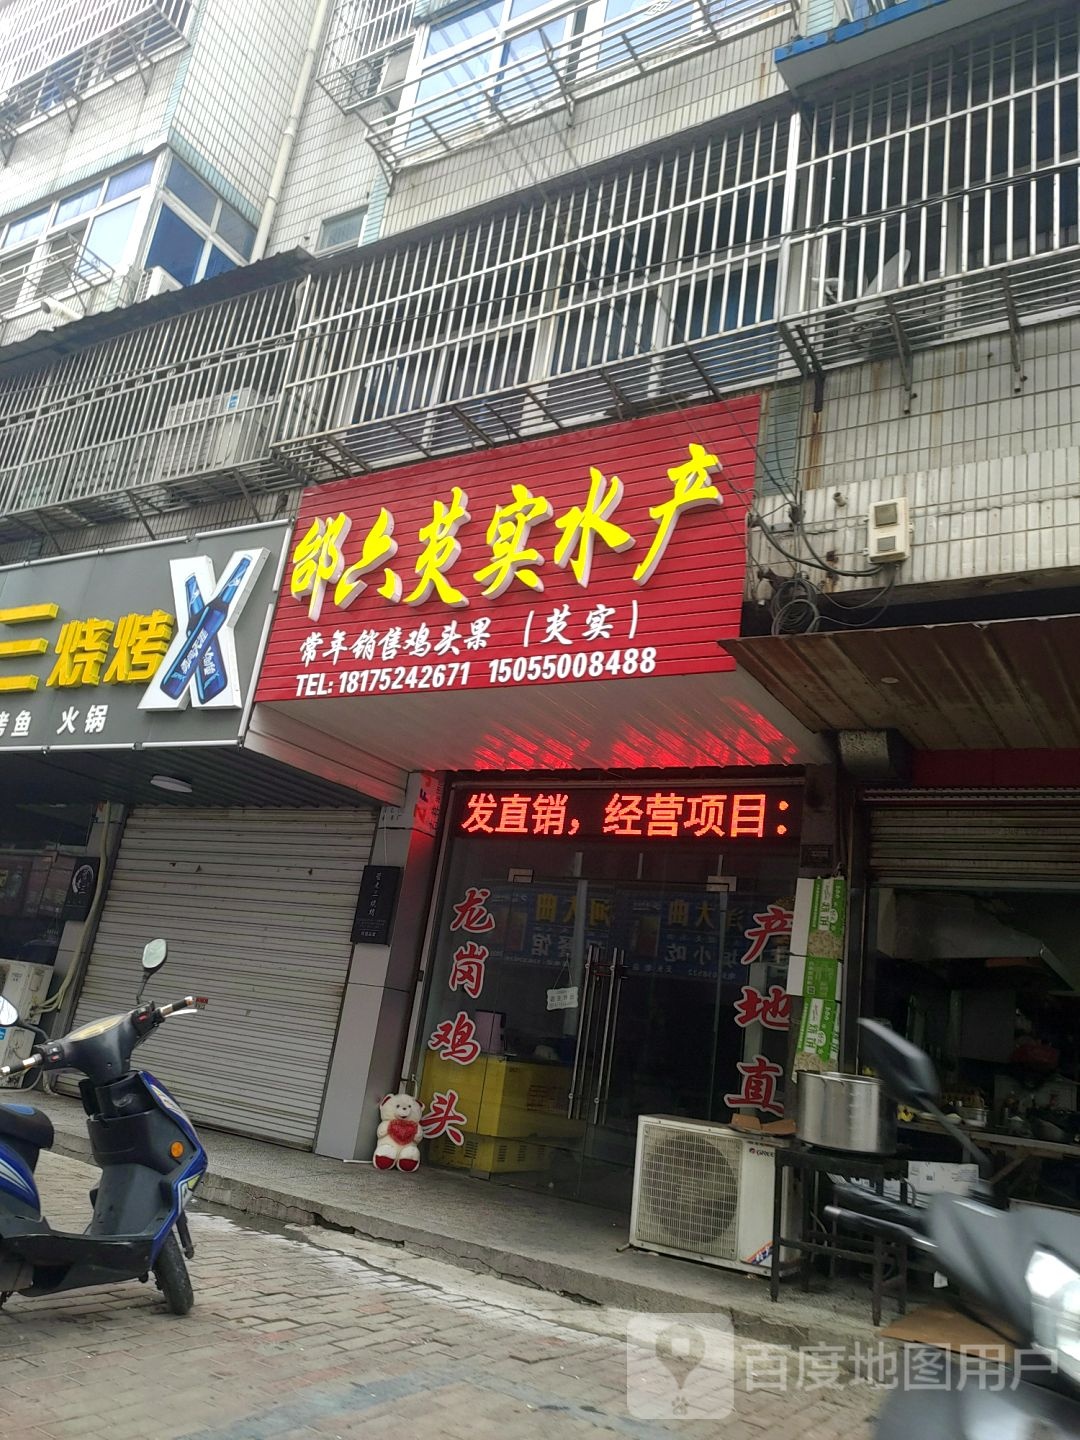 邰六芡实水产
常年销售鸡头果（芡实）
TEL: 18175242671 15055008488
三烧烤
烤鱼 火锅
发直销，经营项目：
龙岗鸡头
产地直
GREE
百度地图用户